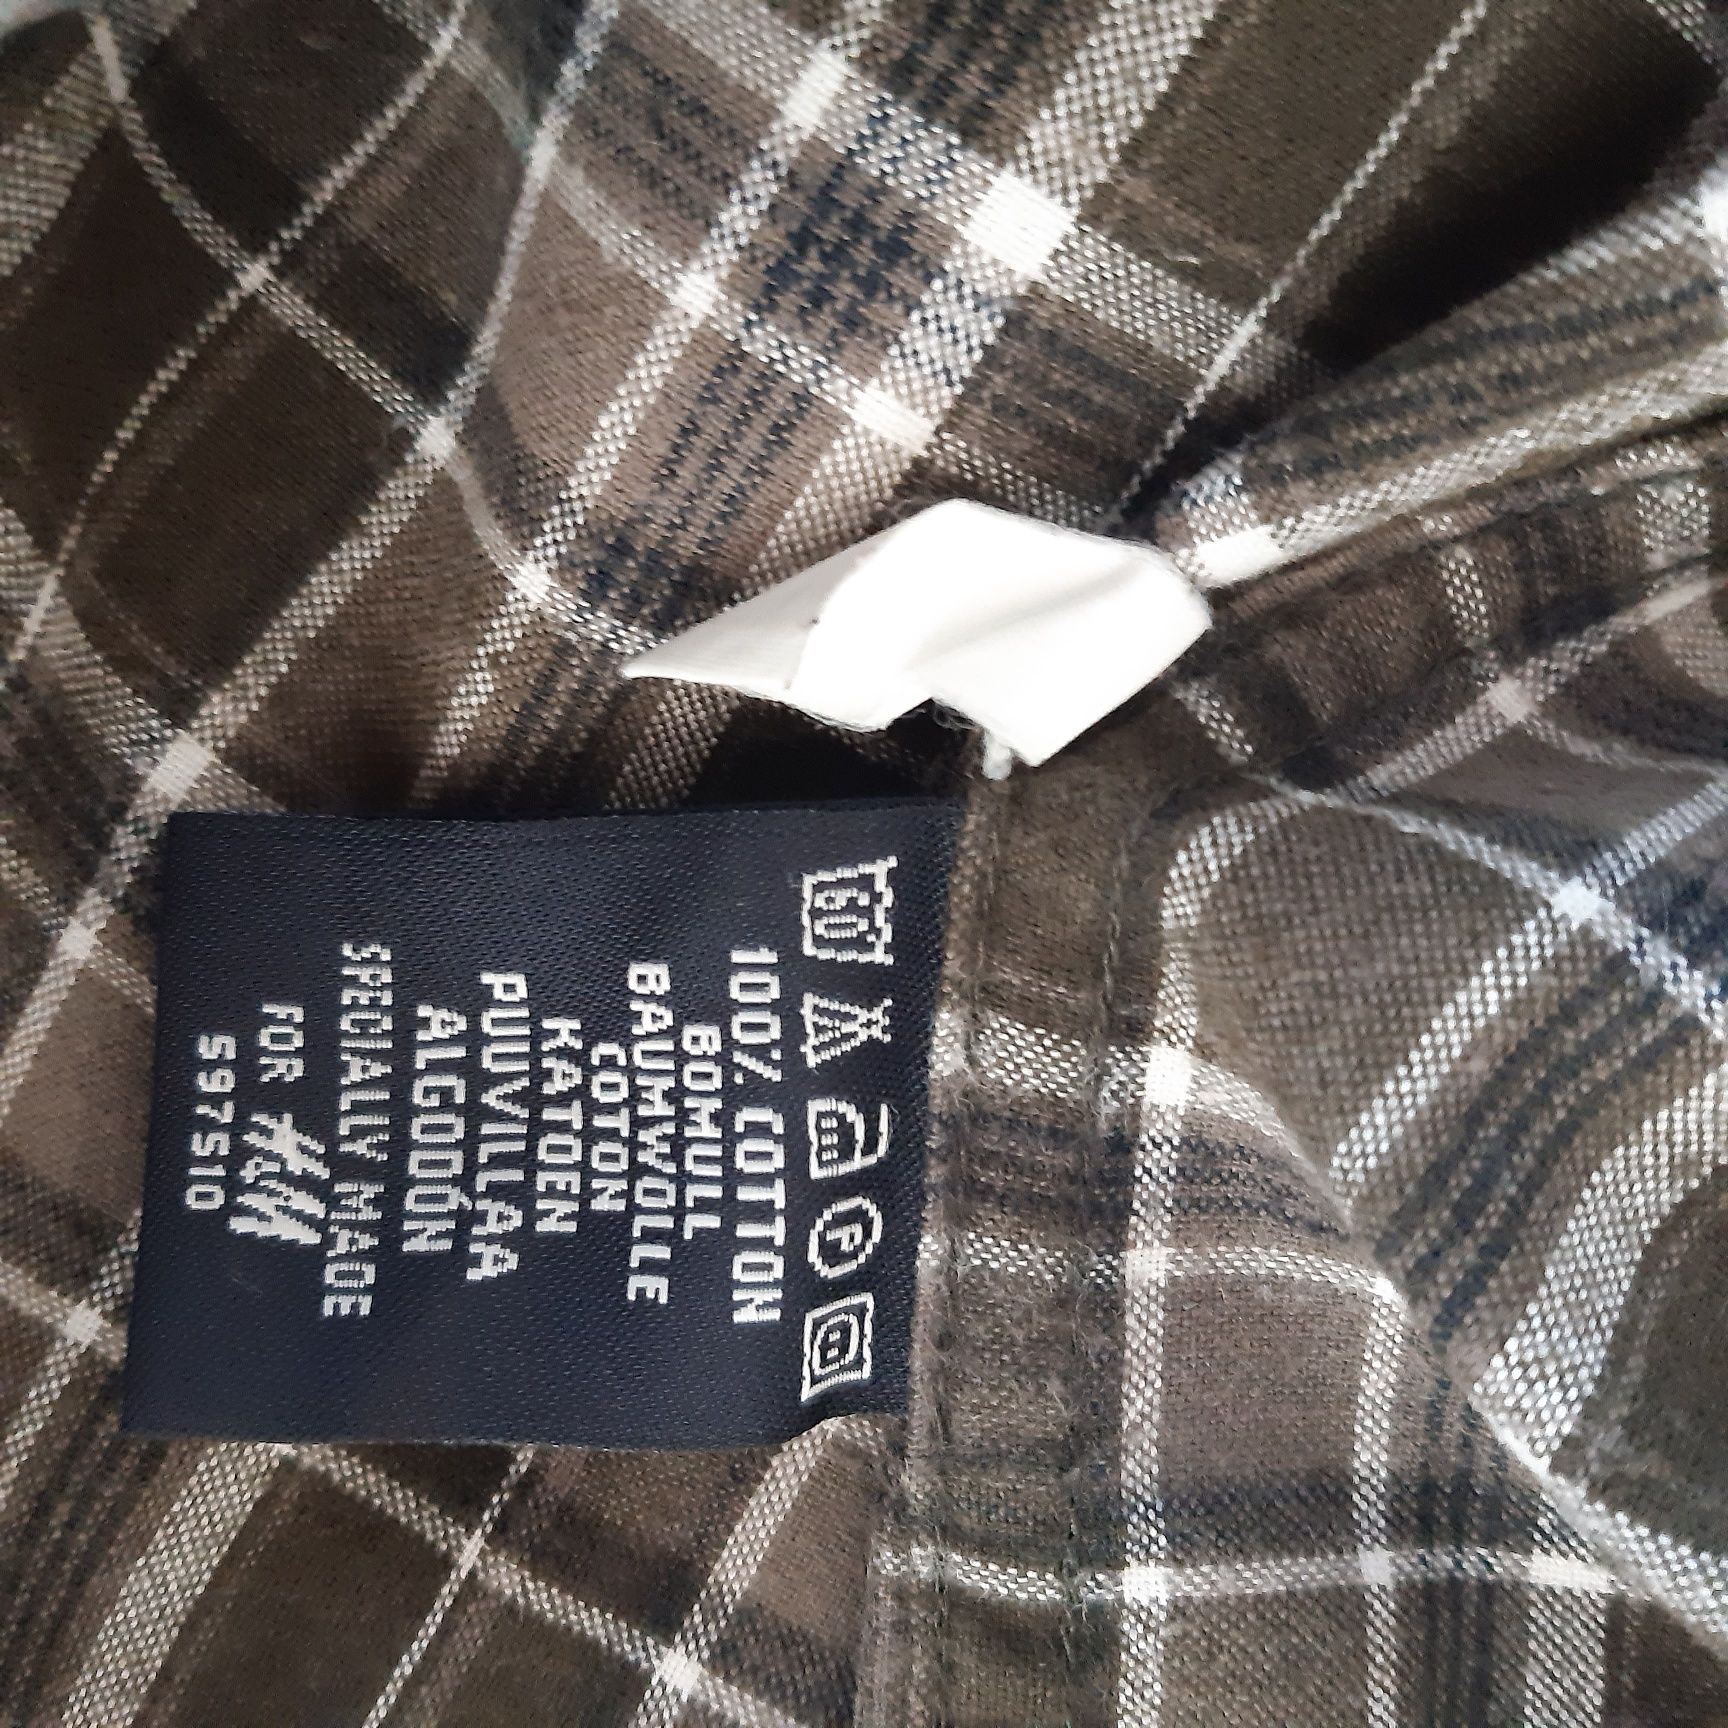 60°
P
100% COTTON
BOMULL
BAUMWOLLE
COTON
KATOEN
PUUVILLAA
ALGODÓN
SPECIALLY MADE
FOR H&M
597510